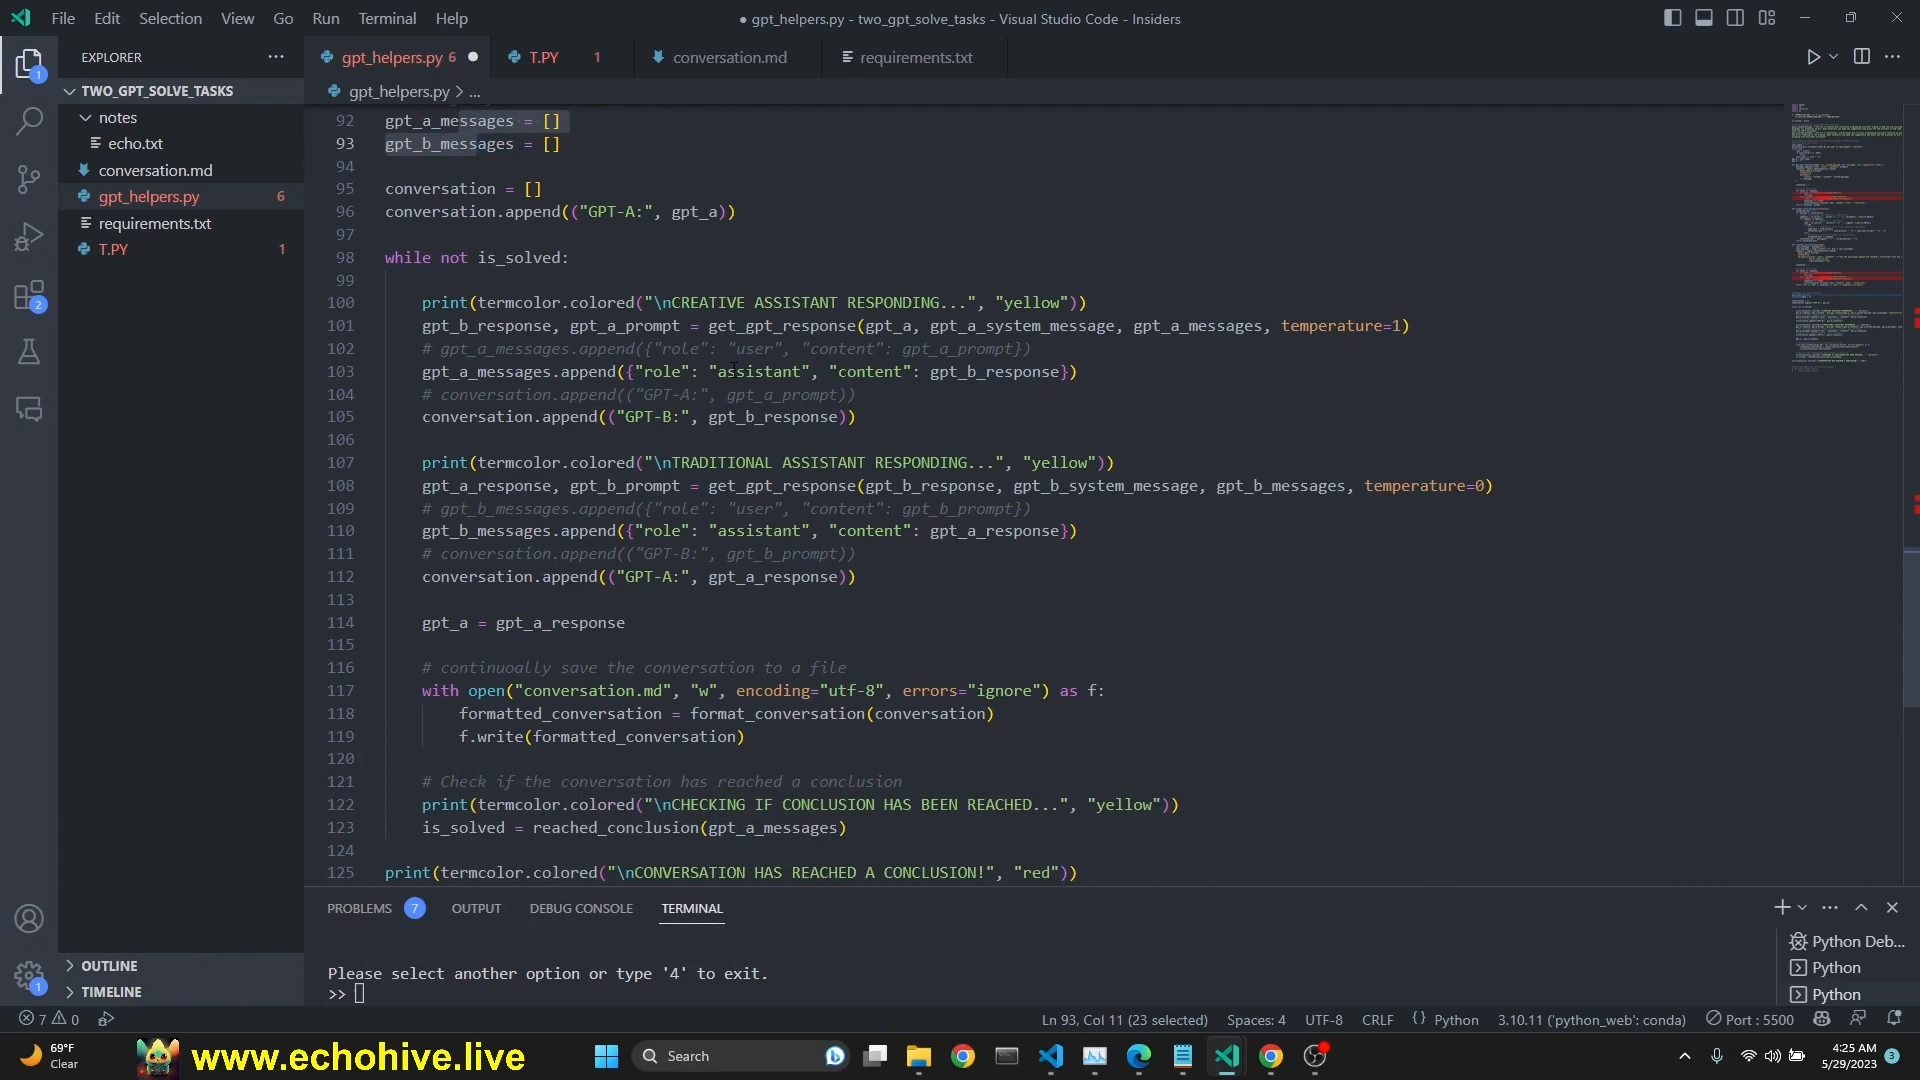 File Edit Selection View Go Run Terminal Help
● gpt_helpers.py - two_gpt_solve_tasks - Visual Studio Code - Insiders
EXPLORER
gpt_helpers.py 6
T.PY 1
conversation.md
requirements.txt
TWO_GPT_SOLVE_TASKS
gpt_helpers.py > ...
notes
echo.txt
conversation.md
gpt_helpers.py 6
requirements.txt
T.PY 1
1
2
92 gpt_a_messages = []
93 gpt_b_messages = []
94
95 conversation = []
96 conversation.append(("GPT-A:", gpt_a))
97
98 while not is_solved:
99
100 print(termcolor.colored("\nCREATIVE ASSISTANT RESPONDING...", "yellow"))
101 gpt_b_response, gpt_a_prompt = get_gpt_response(gpt_a, gpt_a_system_message, gpt_a_messages, temperature=1)
102 # gpt_a_messages.append({"role": "user", "content": gpt_a_prompt})
103 gpt_a_messages.append({"role": "assistant", "content": gpt_b_response})
104 # conversation.append(("GPT-A:", gpt_a_prompt))
105 conversation.append(("GPT-B:", gpt_b_response))
106
107 print(termcolor.colored("\nTRADITIONAL ASSISTANT RESPONDING...", "yellow"))
108 gpt_a_response, gpt_b_prompt = get_gpt_response(gpt_b_response, gpt_b_system_message, gpt_b_messages, temperature=0)
109 # gpt_b_messages.append({"role": "user", "content": gpt_b_prompt})
110 gpt_b_messages.append({"role": "assistant", "content": gpt_a_response})
111 # conversation.append(("GPT-B:", gpt_b_prompt))
112 conversation.append(("GPT-A:", gpt_a_response))
113
114 gpt_a = gpt_a_response
115
116 # continuoally save the conversation to a file
117 with open("conversation.md", "w", encoding="utf-8", errors="ignore") as f:
118 formatted_conversation = format_conversation(conversation)
119 f.write(formatted_conversation)
120
121 # Check if the conversation has reached a conclusion
122 print(termcolor.colored("\nCHECKING IF CONCLUSION HAS BEEN REACHED...", "yellow"))
123 is_solved = reached_conclusion(gpt_a_messages)
124
125 print(termcolor.colored("\nCONVERSATION HAS REACHED A CONCLUSION!", "red"))
PROBLEMS 7 OUTPUT DEBUG CONSOLE TERMINAL
Please select another option or type '4' to exit.
>>
Python Deb...
Python
Python
OUTLINE
TIMELINE
1
7 0
Ln 93, Col 11 (23 selected) Spaces: 4 UTF-8 CRLF {} Python 3.10.11 ('python_web': conda) Port : 5500
69°F
Clear
www.echohive.live
Search
4:25 AM
5/29/2023
3